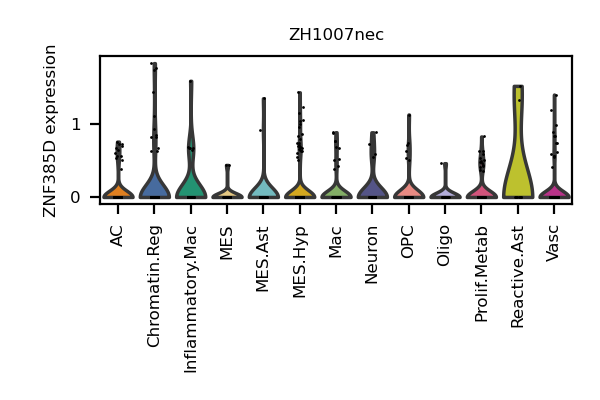 ZH1007nec
ZNF385D expression
1
0
AC
Chromatin.Reg
Inflammatory.Mac
MES
MES.Ast
MES.Hyp
Mac
Neuron
OPC
Oligo
Prolif.Metab
Reactive.Ast
Vasc